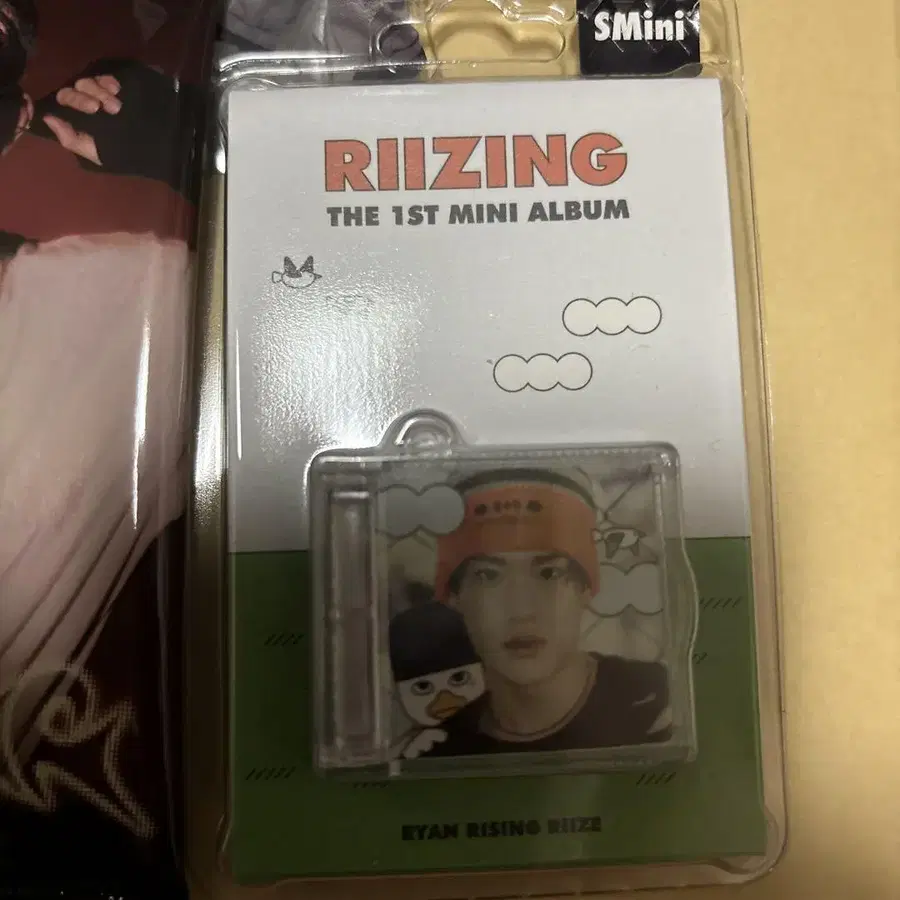 SMini
RIIZING
THE 1ST MINI ALBUM
RYAN RISING RIIZE